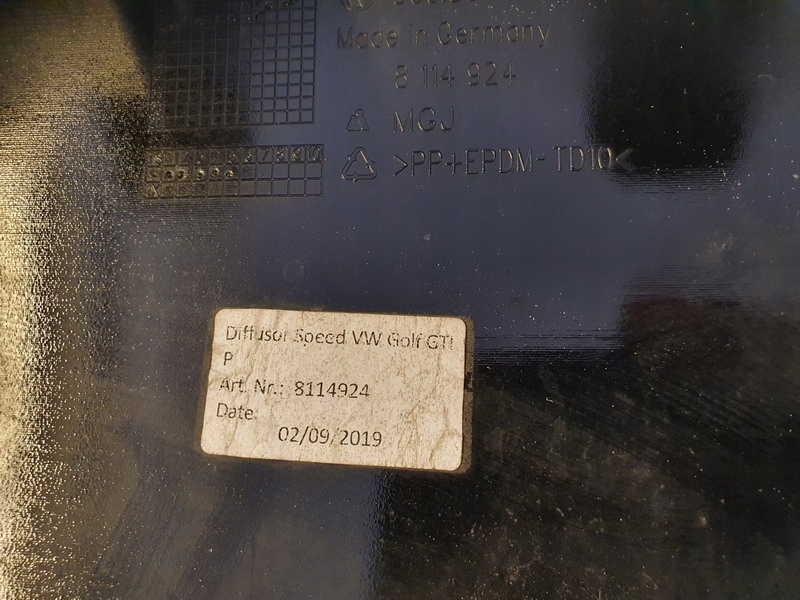 Made in Germany
8 114 924
MGJ
>PP+EPDM-TD10<
Diffusor Speed VW Golf GTI
P
Art. Nr.: 8114924
Date:
02/09/2019